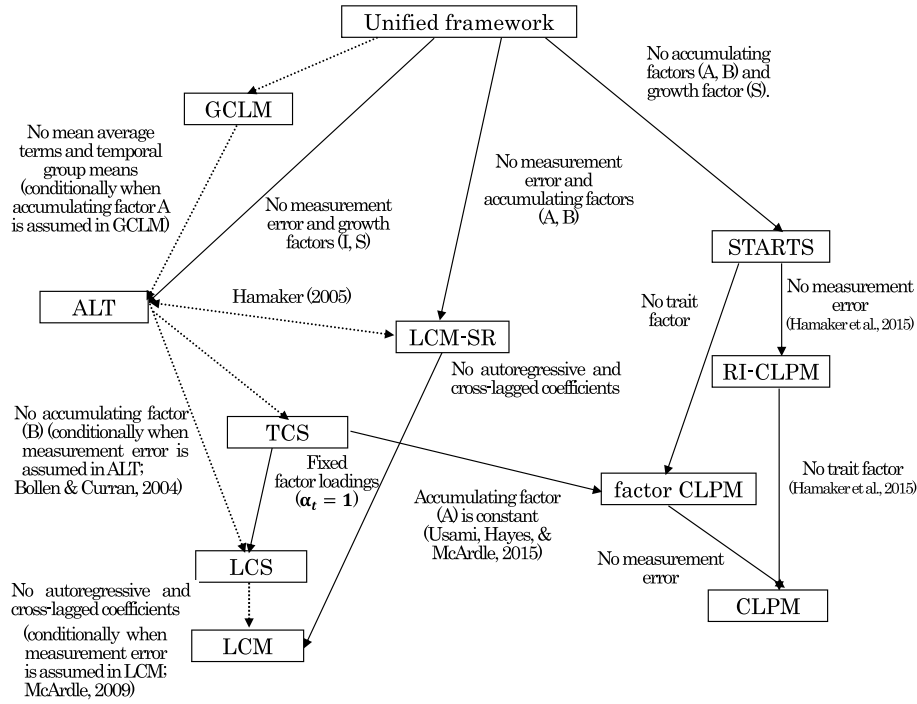 Unified framework
No accumulating
factors (A, B) and
growth factor (S).
GCLM
No mean average
terms and temporal
group means
(conditionally when
accumulating factor A
is assumed in GCLM)
No measurement
error and growth
factors (I, S)
No measurement
error and
accumulating factors
(A, B)
STARTS
ALT
Hamaker (2005)
LCM-SR
No trait
factor
No measurement
error
(Hamaker et al., 2015)
No autoregressive and
cross-lagged coefficients
RI-CLPM
No accumulating factor
(B) (conditionally when
measurement error is
assumed in ALT;
Bollen & Curran, 2004)
TCS
Fixed
factor loadings
(α𝑡 = 1)
Accumulating factor
(A) is constant
(Usami, Hayes, &
McArdle, 2015)
factor CLPM
No trait factor
(Hamaker et al., 2015)
LCS
No measurement
error
No autoregressive and
cross-lagged coefficients
(conditionally when
measurement error
is assumed in LCM;
McArdle, 2009)
LCM
CLPM